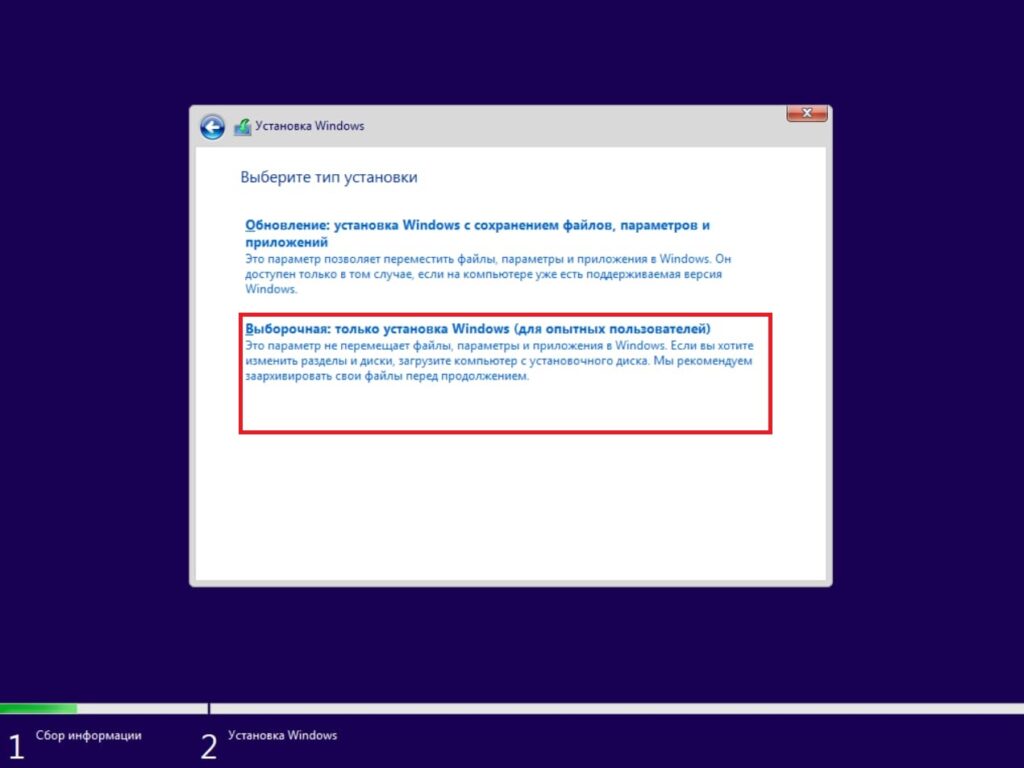 Установка Windows
Выберите тип установки
Обновление: установка Windows с сохранением файлов, параметров и
приложений
Это параметр позволяет переместить файлы, параметры и приложения в Windows. Он
доступен только в том случае, если на компьютере уже есть поддерживаемая версия
Windows.
Выборочная: только установка Windows (для опытных пользователей)
Это параметр не перемещает файлы, параметры и приложения в Windows. Если вы хотите
изменить разделы и диски, загрузите компьютер с установочного диска. Мы рекомендуем
заархивировать свои файлы перед продолжением.
1 Сбор информации
2 Установка Windows